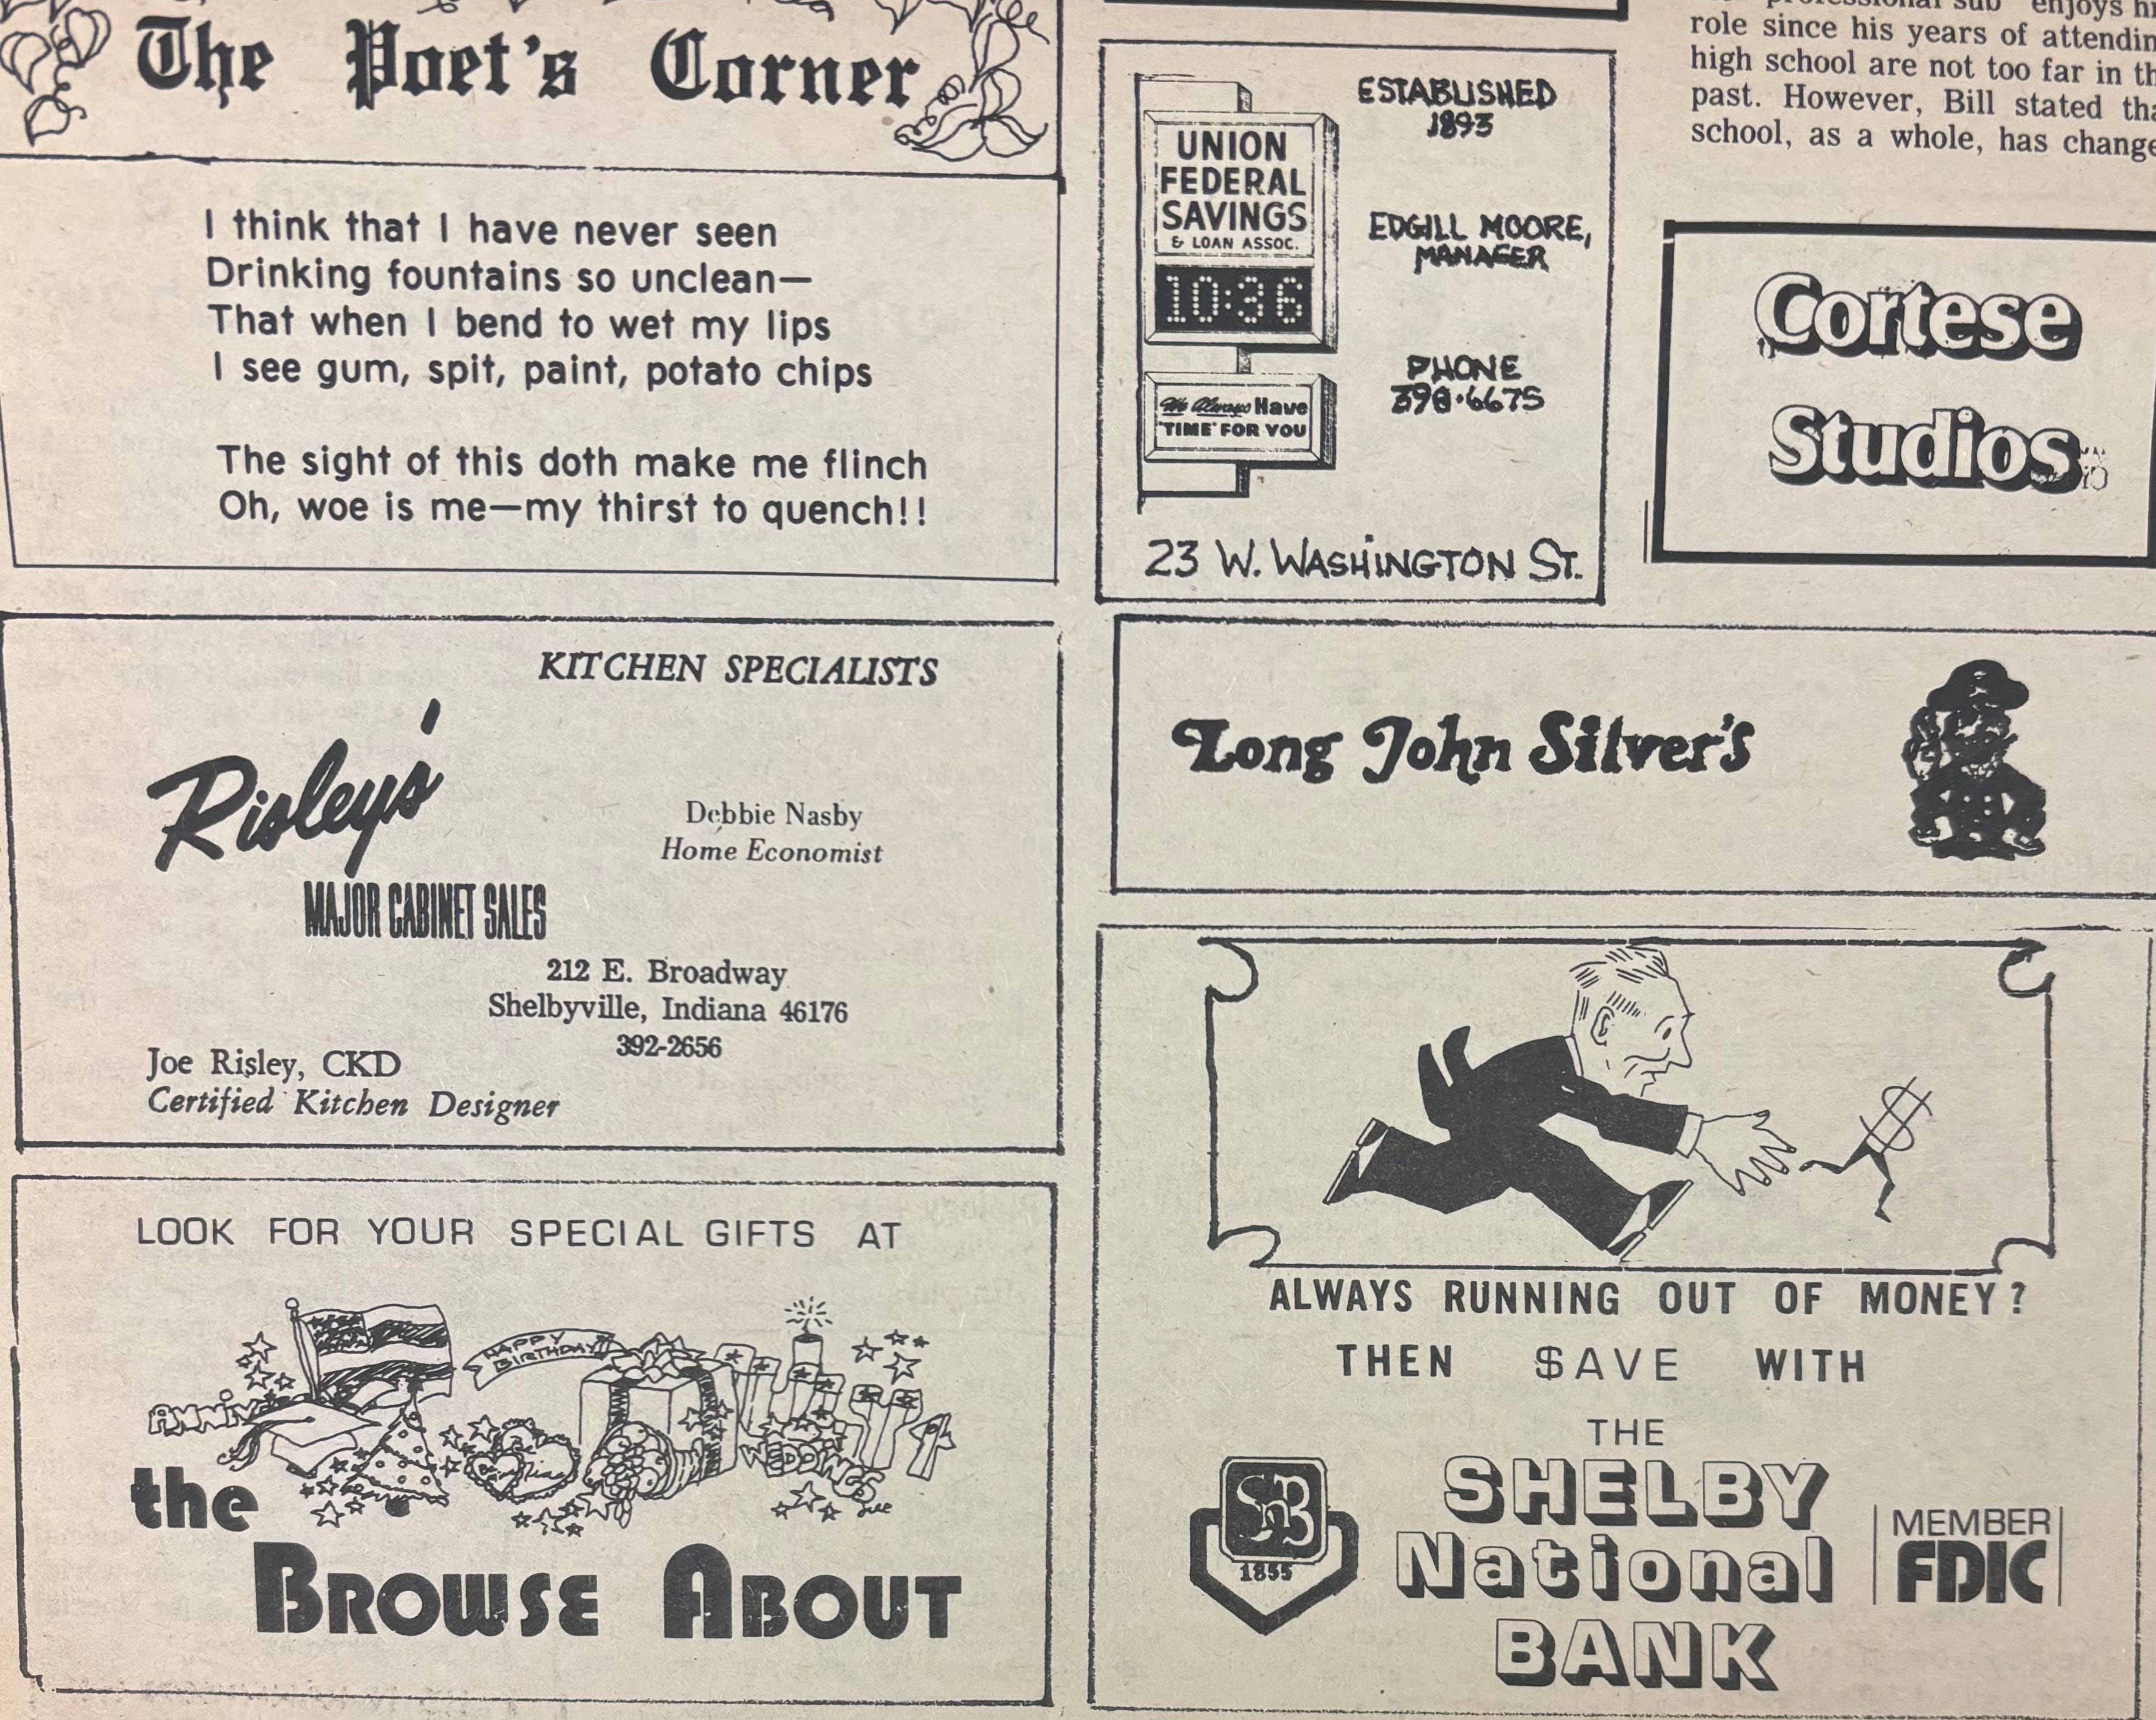 The Poet's Corner
I think that I have never seen
Drinking fountains so unclean—
That when I bend to wet my lips
I see gum, spit, paint, potato chips
The sight of this doth make me flinch
Oh, woe is me—my thirst to quench!!
KITCHEN SPECIALISTS
Risley's
Debbie Nasby
Home Economist
MAJOR CABINET SALES
212 E. Broadway
Shelbyville, Indiana 46176
392-2656
Joe Risley, CKD
Certified Kitchen Designer
LOOK FOR YOUR SPECIAL GIFTS AT
HAPPY
BIRTHDAY
ANNIV
WEDDINGS
Sue
the
BROWSE ABOUT
ESTABLISHED
1893
UNION
FEDERAL
SAVINGS
& LOAN ASSOC.
10:36
We Always Have
"TIME" FOR YOU
EDGILL MOORE,
MANAGER
PHONE
398·6675
23 W. WASHINGTON ST.
enjoys
role since his years of
high school are not too far in
past. However, Bill stated
school, as a whole, has
Cortese
Studios
Long John Silver's
ALWAYS RUNNING OUT OF MONEY?
THEN $AVE WITH
THE
SHELBY
National
BANK
SNB
1855
MEMBER
FDIC